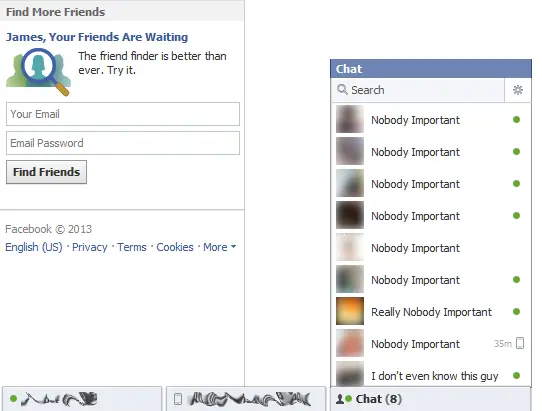 Find More Friends
James, Your Friends Are Waiting
The friend finder is better than
ever. Try it.
Your Email
Email Password
Find Friends
Facebook © 2013
English (US) · Privacy · Terms · Cookies · More
Chat
Search
Nobody Important
Nobody Important
Nobody Important
Nobody Important
Nobody Important
Nobody Important
Really Nobody Important
Nobody Important 35m
I don't even know this guy
Chat (8)